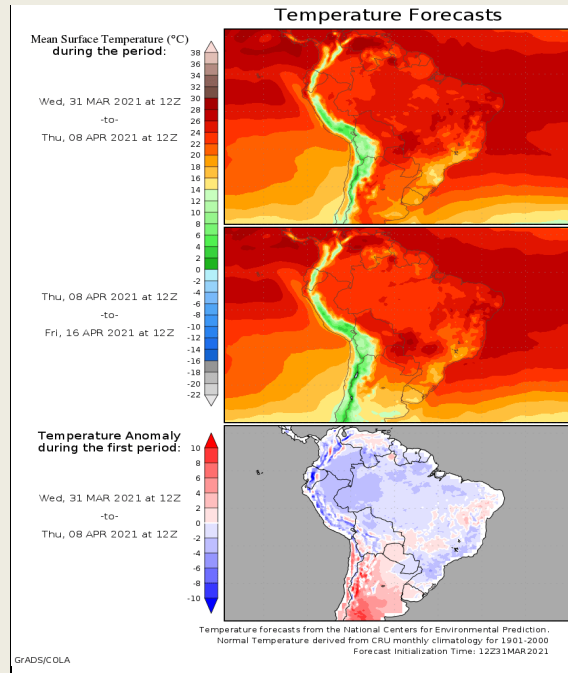 Temperature Forecasts
Mean Surface Temperature (°C)
during the period:
Wed, 31 MAR 2021 at 12Z
-to-
Thu, 08 APR 2021 at 12Z
38
36
34
32
30
28
26
24
22
20
18
16
14
12
10
8
6
4
2
0
-2
-4
-6
-8
-10
-12
-14
-16
-18
-20
-22
Thu, 08 APR 2021 at 12Z
-to-
Fri, 16 APR 2021 at 12Z
Temperature Anomaly
during the first period:
Wed, 31 MAR 2021 at 12Z
-to-
Thu, 08 APR 2021 at 12Z
10
8
6
4
2
0
-2
-4
-6
-8
-10
Temperature forecasts from the National Centers for Environmental Prediction.
Normal Temperature derived from CRU monthly climatology for 1901-2000
Forecast Initialization Time: 12Z31MAR2021
GrADS/COLA